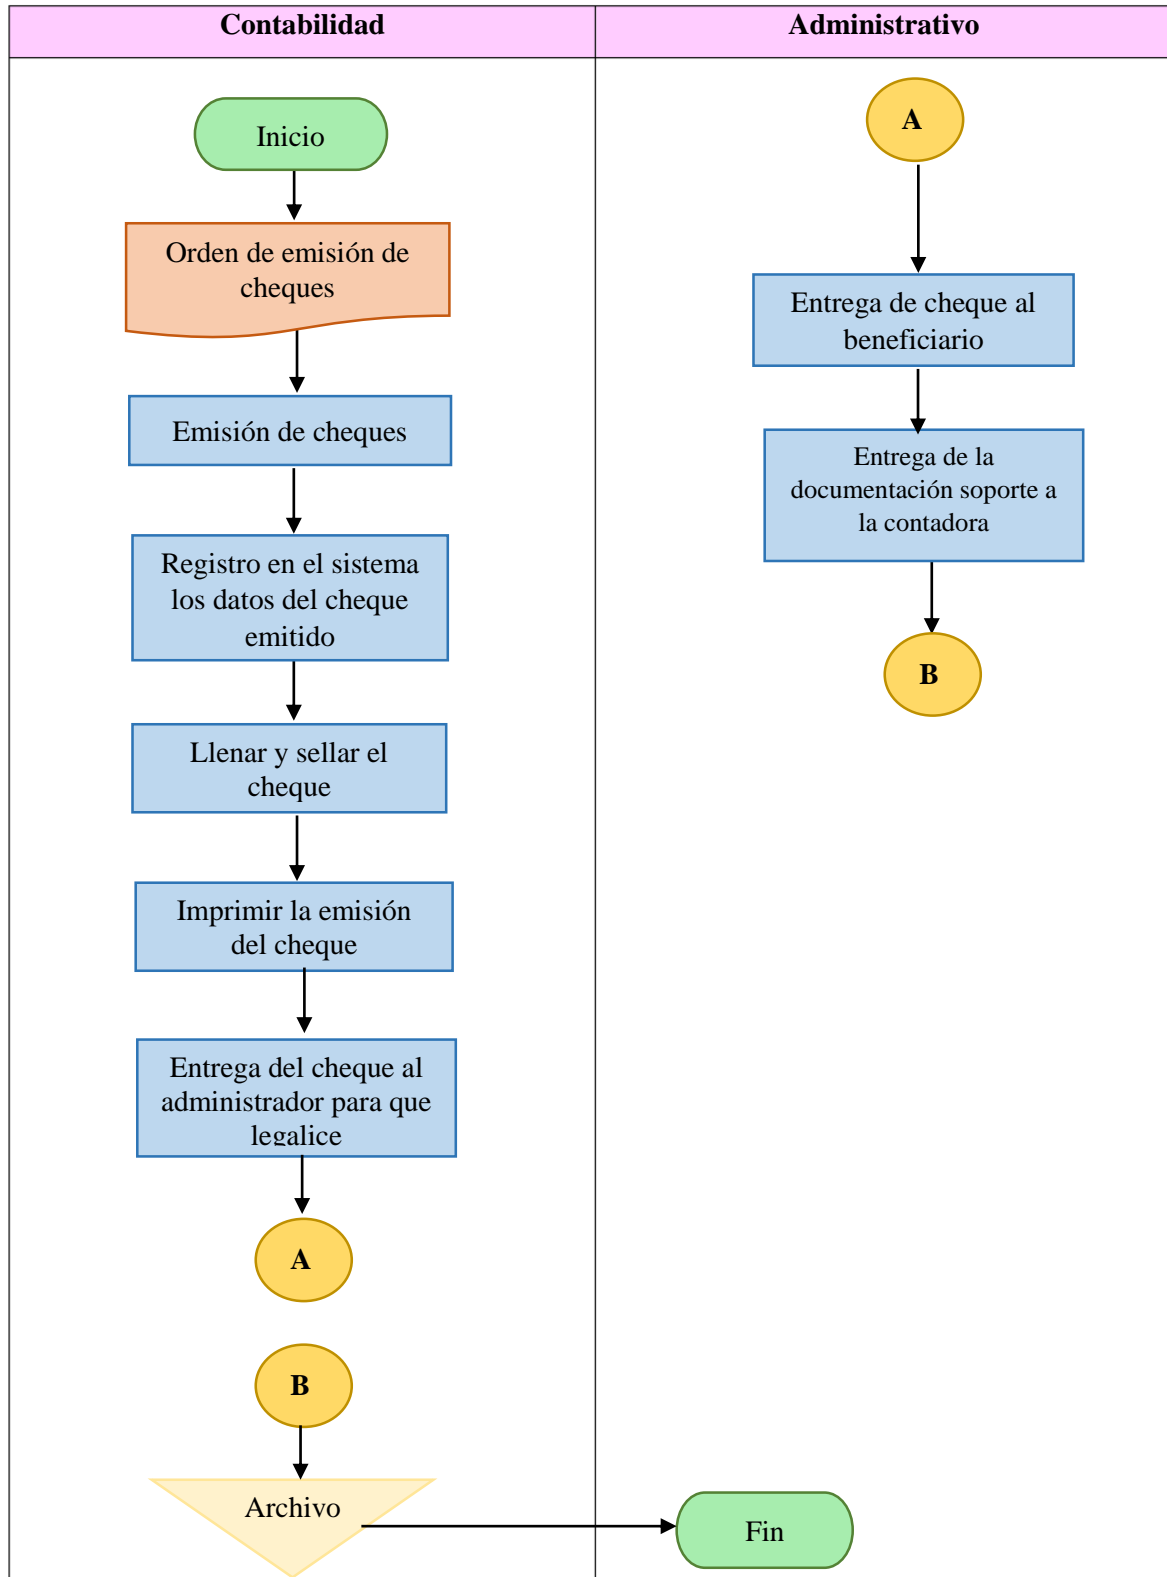 Contabilidad
Administrativo
Inicio
Orden de emisión de
cheques
Emisión de cheques
Registro en el sistema
los datos del cheque
emitido
Llenar y sellar el
cheque
Imprimir la emisión
del cheque
Entrega del cheque al
administrador para que
legalice
A
B
Archivo
A
Entrega de cheque al
beneficiario
Entrega de la
documentación soporte a
la contadora
B
Fin